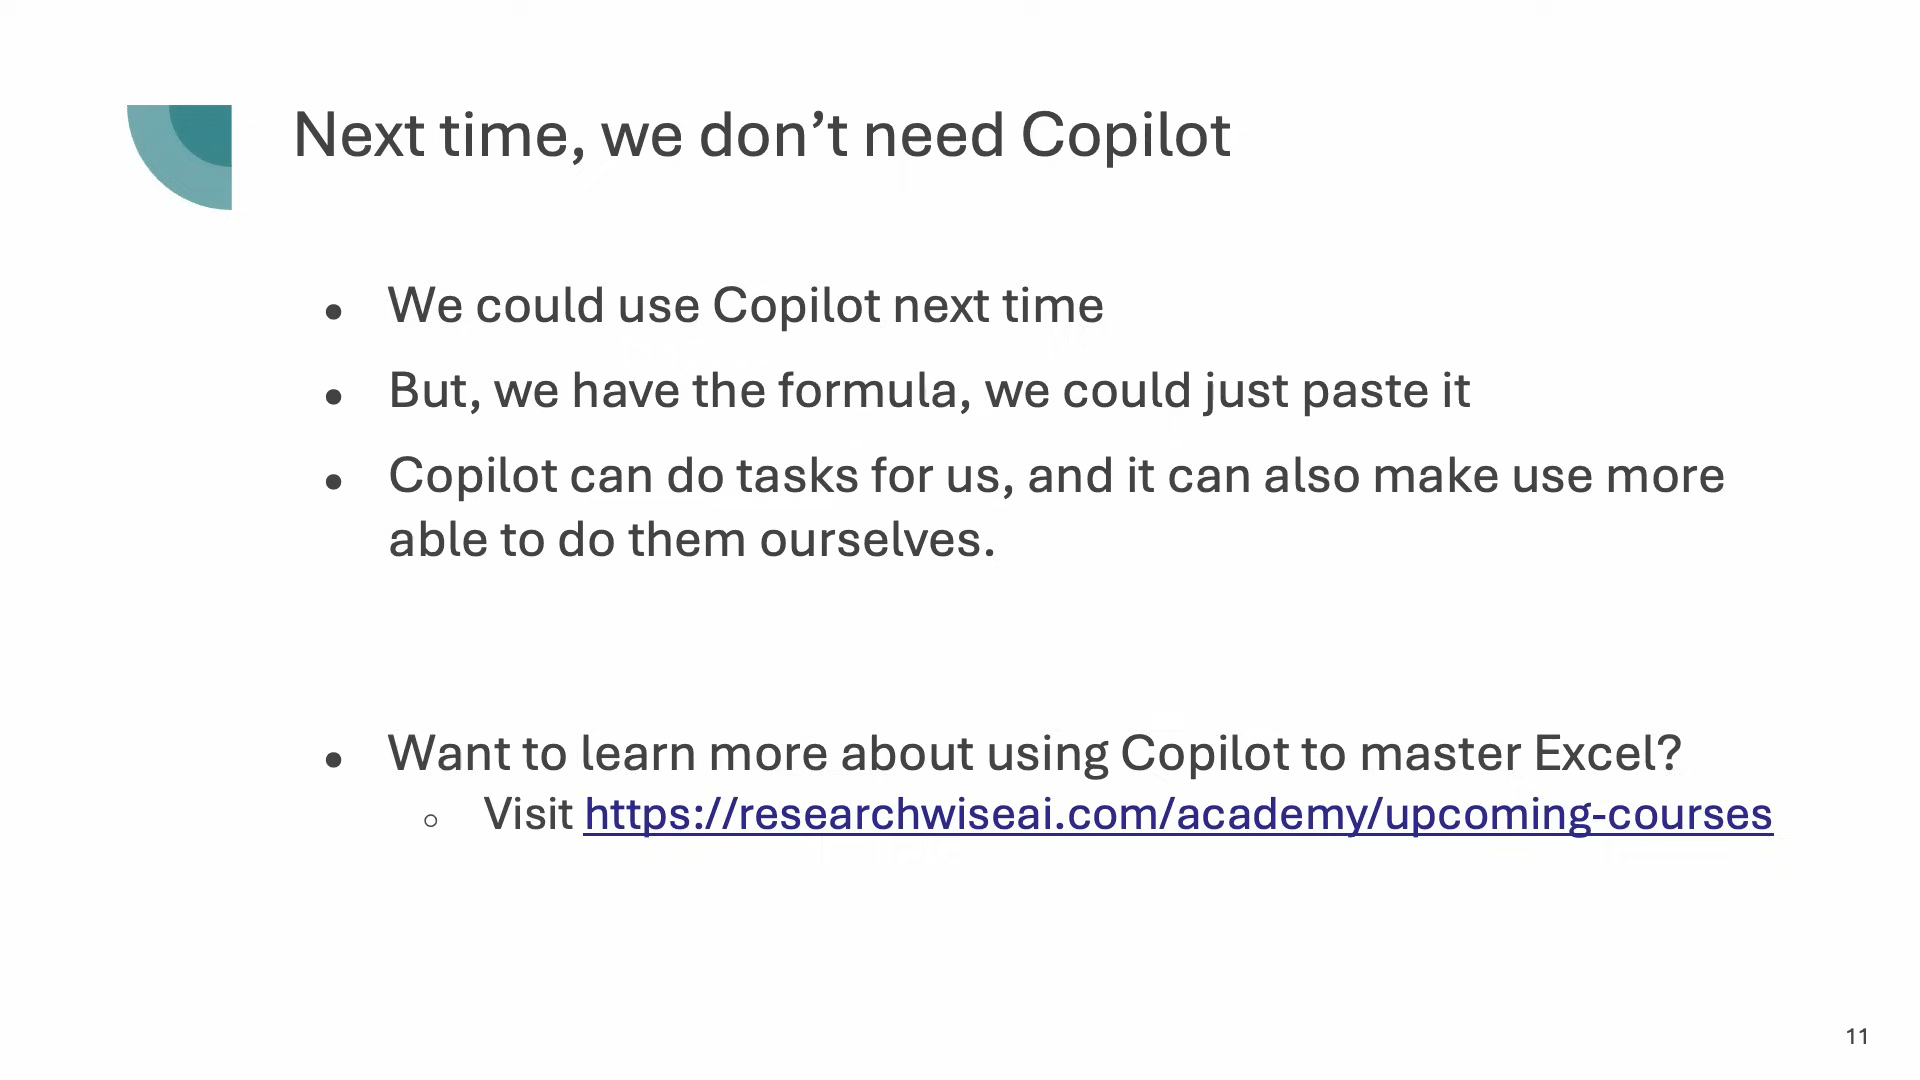 Next time, we don’t need Copilot
● We could use Copilot next time
● But, we have the formula, we could just paste it
● Copilot can do tasks for us, and it can also make use more
able to do them ourselves.
● Want to learn more about using Copilot to master Excel?
○ Visit https://researchwiseai.com/academy/upcoming-courses
11